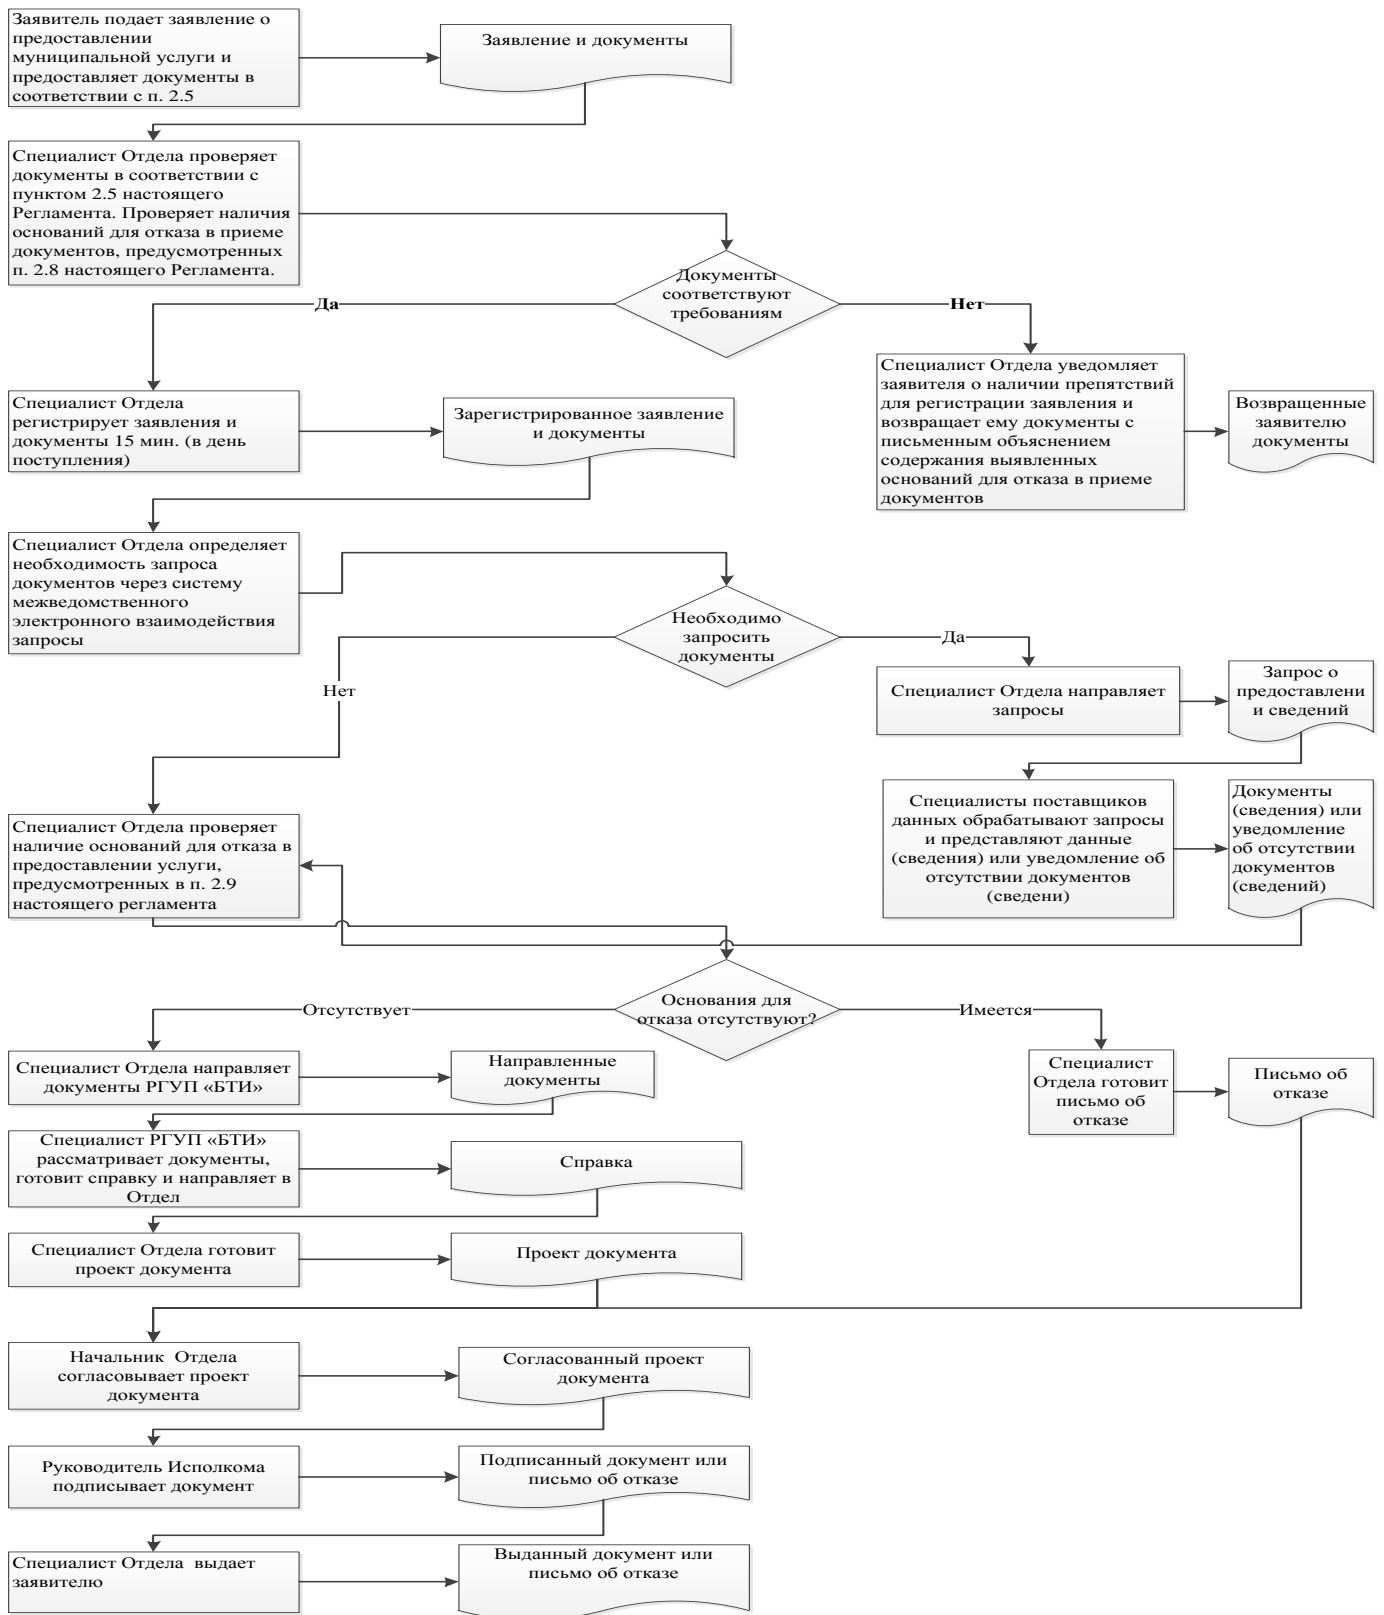 Заявитель подает заявление о
предоставлении
муниципальной услуги и
предоставляет документы в
соответствии с п. 2.5
Заявление и документы
Специалист Отдела проверяет
документы в соответствии с
пунктом 2.5 настоящего
Регламента. Проверяет наличия
оснований для отказа в приеме
документов, предусмотренных
п. 2.8 настоящего Регламента.
Документы
соответствуют
требованиям
Да
Нет
Специалист Отдела уведомляет
заявителя о наличии препятствий
для регистрации заявления и
возвращает ему документы с
письменным объяснением
содержания выявленных
оснований для отказа в приеме
документов
Возвращенные
заявителю
документы
Специалист Отдела
регистрирует заявления и
документы 15 мин. (в день
поступления)
Зарегистрированное заявление
и документы
Специалист Отдела определяет
необходимость запроса
документов через систему
межведомственного
электронного взаимодействия
запросы
Необходимо
запросить
документы
Да
Нет
Специалист Отдела направляет
запросы
Запрос о
предоставлени
и сведений
Специалисты поставщиков
данных обрабатывают запросы
и представляют данные
(сведения) или уведомление об
отсутствии документов
(сведени)
Документы
(сведения) или
уведомление
об отсутствии
документов
(сведений)
Специалист Отдела проверяет
наличие оснований для отказа в
предоставлении услуги,
предусмотренных в п. 2.9
настоящего регламента
Основания для
отказа отсутствуют?
Отсутствует
Имеется
Специалист Отдела направляет
документы РГУП «БТИ»
Направленные
документы
Специалист
Отдела готовит
письмо об
отказе
Письмо об
отказе
Специалист РГУП «БТИ»
рассматривает документы,
готовит справку и направляет в
Отдел
Справка
Специалист Отдела готовит
проект документа
Проект документа
Начальник  Отдела
согласовывает проект
документа
Согласованный проект
документа
Руководитель Исполкома
подписывает документ
Подписанный документ или
письмо об отказе
Специалист Отдела  выдает
заявителю
Выданный документ или
письмо об отказе